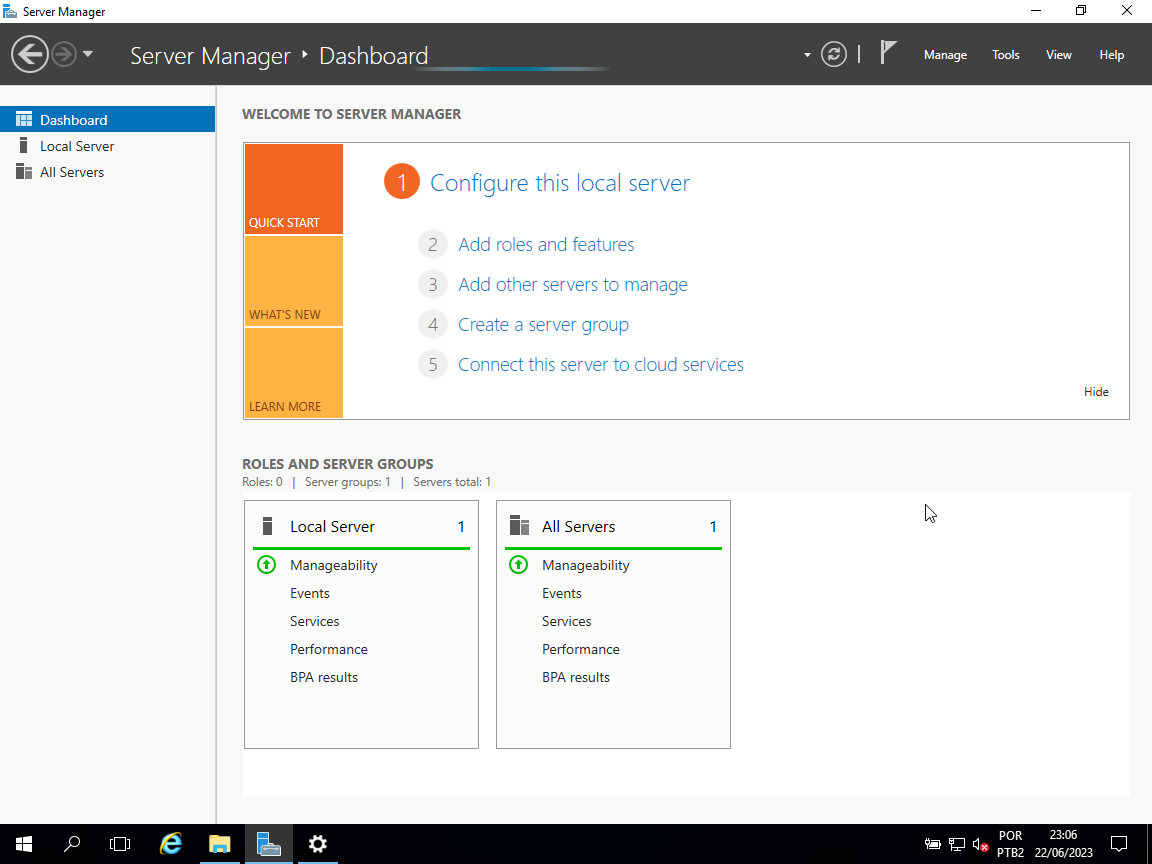 Server Manager
Server Manager ‣ Dashboard
Manage Tools View Help
Dashboard
Local Server
All Servers
WELCOME TO SERVER MANAGER
QUICK START
WHAT'S NEW
LEARN MORE
1 Configure this local server
2 Add roles and features
3 Add other servers to manage
4 Create a server group
5 Connect this server to cloud services
Hide
ROLES AND SERVER GROUPS
Roles: 0 | Server groups: 1 | Servers total: 1
Local Server 1
Manageability
Events
Services
Performance
BPA results
All Servers 1
Manageability
Events
Services
Performance
BPA results
POR
PTB2
23:06
22/06/2023